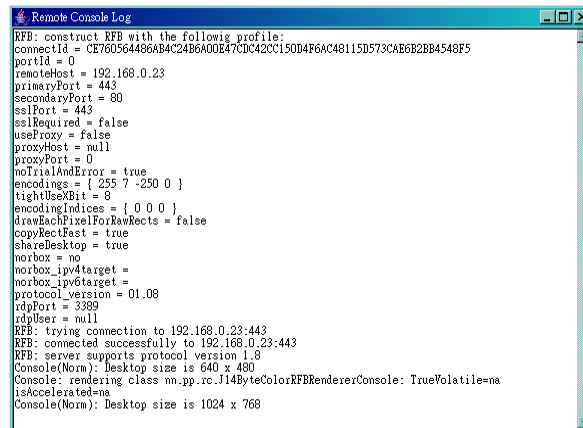 Remote Console Log
RFB: construct RFB with the followig profile:
connectId = CE760564486AB4C24B6A00E47CDC42CC150D4F6AC48115D573CAE6B2BB4548F5
portId = 0
remoteHost = 192.168.0.23
primaryPort = 443
secondaryPort = 80
sslPort = 443
sslRequired = false
useProxy = false
proxyHost = null
proxyPort = 0
noTrialAndError = true
encodings = { 255 7 -250 0 }
tightUseXBit = 8
encodingIndices = { 0 0 0 }
drawEachPixelForRawRects = false
copyRectFast = true
shareDesktop = true
norbox = no
norbox_ipv4target =
norbox_ipv6target =
protocol_version = 01.08
rdpPort = 3389
rdpUser = null
RFB: trying connection to 192.168.0.23:443
RFB: connected successfully to 192.168.0.23:443
RFB: server supports protocol version 1.8
Console(Norm): Desktop size is 640 x 480
Console: rendering class nn.pp.rc.J14ByteColorRFBRendererConsole: TrueVolatile=na
isAccelerated=na
Console(Norm): Desktop size is 1024 x 768